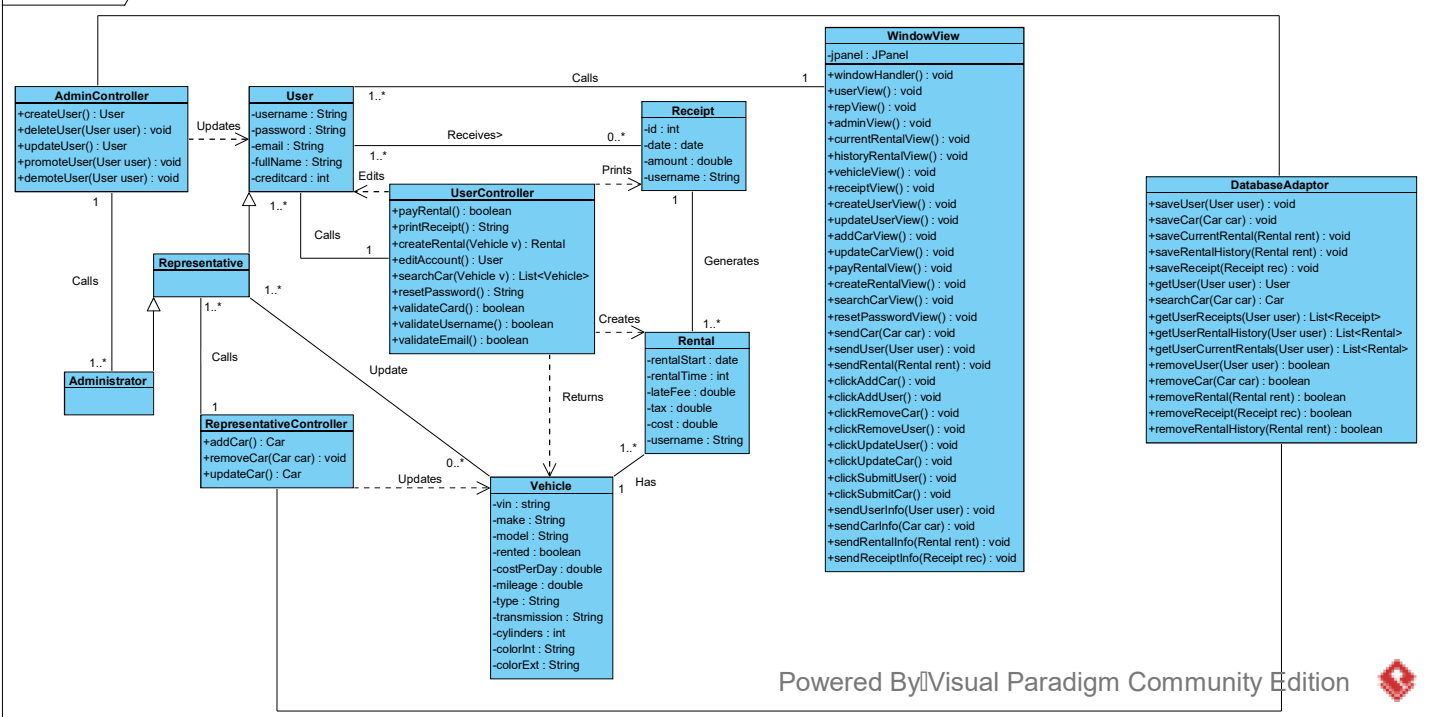 AdminController
+createUser() : User
+deleteUser(User user) : void
+updateUser() : User
+promoteUser(User user) : void
+demoteUser(User user) : void
Updates
User
-username : String
-password : String
-email : String
-fullName : String
-creditcard : int
Calls
1..*
1
Receives>
1..*
0..*
Receipt
-id : int
-date : date
-amount : double
-username : String
Edits
Prints
UserController
+payRental() : boolean
+printReceipt() : String
+createRental(Vehicle v) : Rental
+editAccount() : User
+searchCar(Vehicle v) : List<Vehicle>
+resetPassword() : String
+validateCard() : boolean
+validateUsername() : boolean
+validateEmail() : boolean
1..*
Calls
1
1
Calls
1..*
1
Generates
1..*
Representative
1..*
1..*
Calls
1
Update
0..*
Administrator
Creates
Returns
Rental
-rentalStart : date
-rentalTime : int
-lateFee : double
-tax : double
-cost : double
-username : String
1..*
Has
1
RepresentativeController
+addCar() : Car
+removeCar(Car car) : void
+updateCar() : Car
Updates
Vehicle
-vin : string
-make : String
-model : String
-rented : boolean
-costPerDay : double
-mileage : double
-type : String
-transmission : String
-cylinders : int
-colorInt : String
-colorExt : String
WindowView
-jpanel : JPanel
+windowHandler() : void
+userView() : void
+repView() : void
+adminView() : void
+currentRentalView() : void
+historyRentalView() : void
+vehicleView() : void
+receiptView() : void
+createUserView() : void
+updateUserView() : void
+addCarView() : void
+updateCarView() : void
+payRentalView() : void
+createRentalView() : void
+searchCarView() : void
+resetPasswordView() : void
+sendCar(Car car) : void
+sendUser(User user) : void
+sendRental(Rental rent) : void
+clickAddCar() : void
+clickAddUser() : void
+clickRemoveCar() : void
+clickRemoveUser() : void
+clickUpdateUser() : void
+clickUpdateCar() : void
+clickSubmitUser() : void
+clickSubmitCar() : void
+sendUserInfo(User user) : void
+sendCarInfo(Car car) : void
+sendRentalInfo(Rental rent) : void
+sendReceiptInfo(Receipt rec) : void
DatabaseAdaptor
+saveUser(User user) : void
+saveCar(Car car) : void
+saveCurrentRental(Rental rent) : void
+saveRentalHistory(Rental rent) : void
+saveReceipt(Receipt rec) : void
+getUser(User user) : User
+searchCar(Car car) : Car
+getUserReceipts(User user) : List<Receipt>
+getUserRentalHistory(User user) : List<Rental>
+getUserCurrentRentals(User user) : List<Rental>
+removeUser(User user) : boolean
+removeCar(Car car) : boolean
+removeRental(Rental rent) : boolean
+removeReceipt(Receipt rec) : boolean
+removeRentalHistory(Rental rent) : boolean
Powered By Visual Paradigm Community Edition